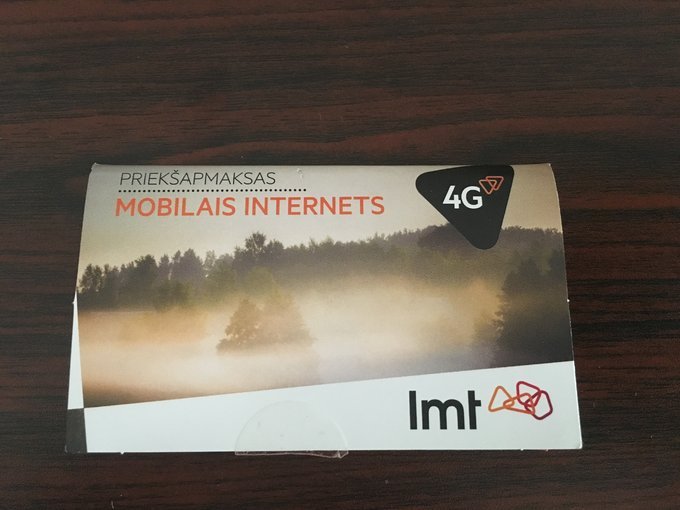 PRIEKŠAPMAKSAS
MOBILAIS INTERNETS
4G
lmt